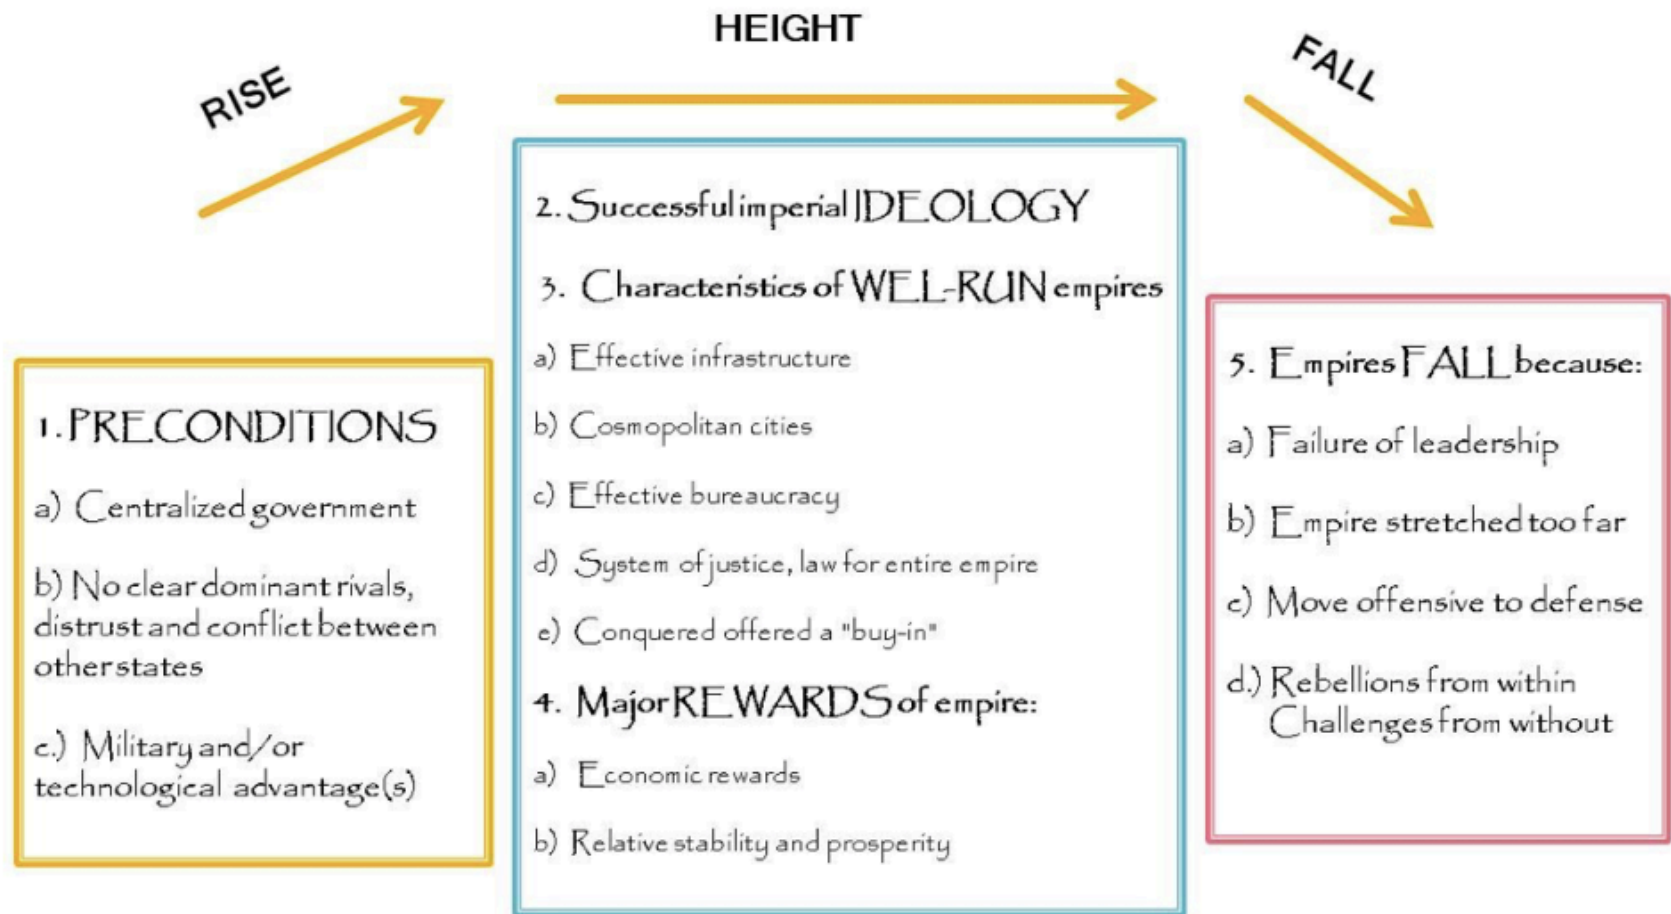 RISE
HEIGHT
FALL
1. PRECONDITIONS
a) Centralized government
b) No clear dominant rivals,
distrust and conflict between
other states
c.) Military and/or
technological advantage(s)
2. Successful imperial IDEOLOGY
3. Characteristics of WEL-RUN empires
a) Effective infrastructure
b) Cosmopolitan cities
c) Effective bureaucracy
d) System of justice, law for entire empire
e) Conquered offered a "buy-in"
4. Major REWARDS of empire:
a) Economic rewards
b) Relative stability and prosperity
5. Empires FALL because:
a) Failure of leadership
b) Empire stretched too far
c) Move offensive to defense
d.) Rebellions from within
Challenges from without